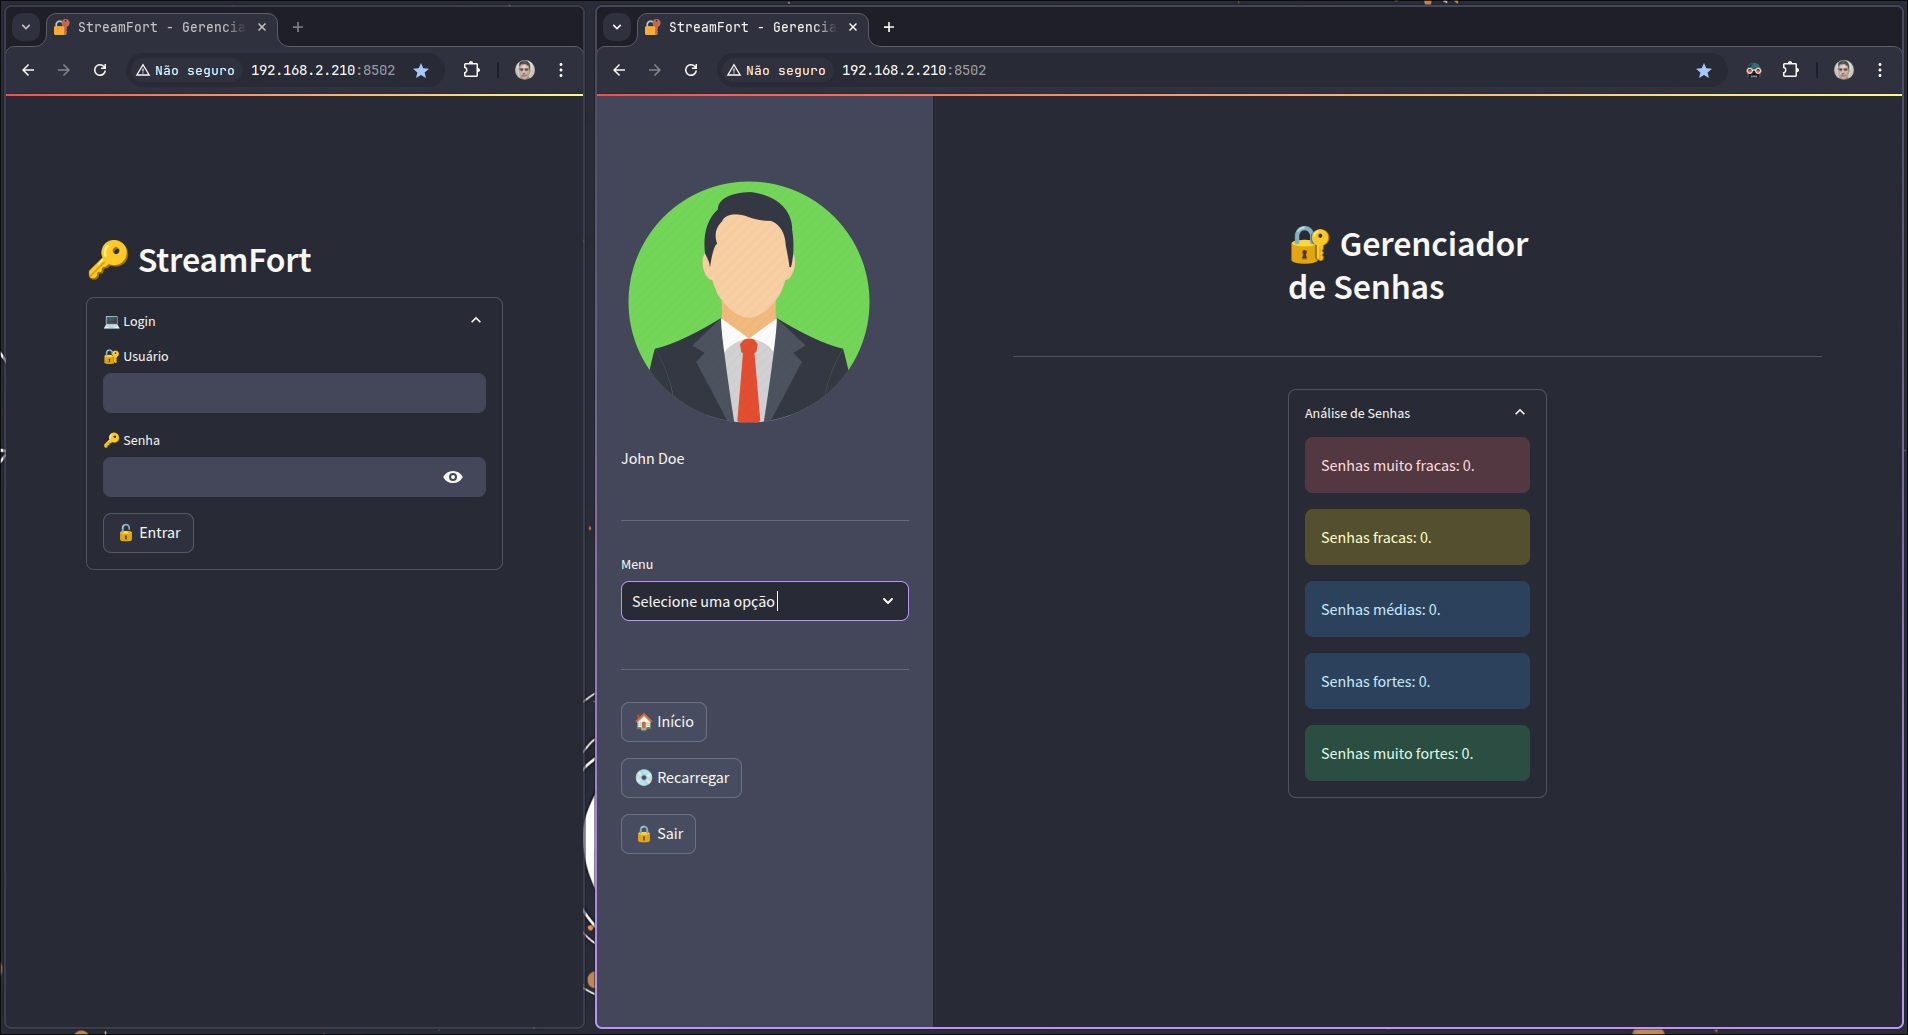 StreamFort - Gerencia
Não seguro
192.168.2.210:8502
StreamFort
Login
Usuário
Senha
Entrar
StreamFort - Gerencia
Não seguro
192.168.2.210:8502
John Doe
Menu
Selecione uma opção
Início
Recarregar
Sair
Gerenciador
de Senhas
Análise de Senhas
Senhas muito fracas: 0.
Senhas fracas: 0.
Senhas médias: 0.
Senhas fortes: 0.
Senhas muito fortes: 0.